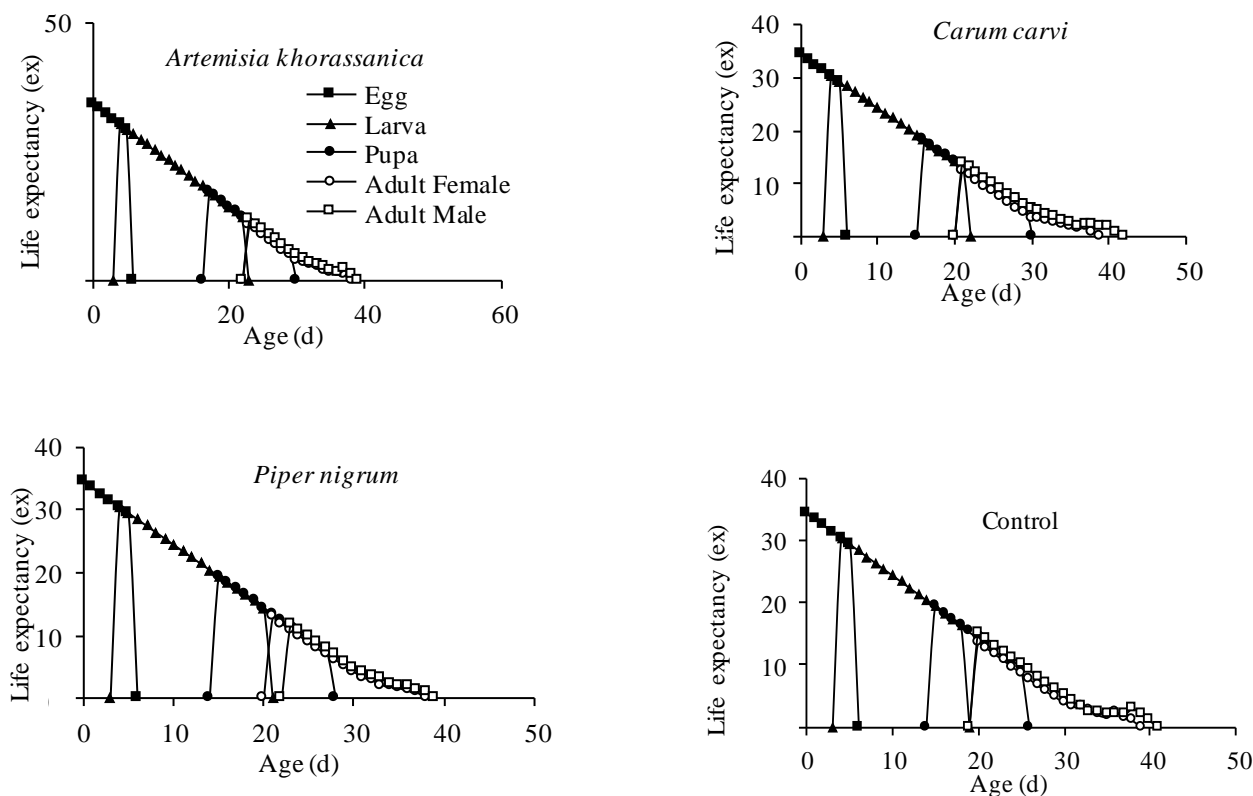 50
Artemisia khorassanica
Life expectancy (ex)
Egg
Larva
Pupa
Adult Female
Adult Male
0 20 40 60
Age (d)
Carum carvi
40
30
20
10
Life expectancy (ex)
0 10 20 30 40 50
Age (d)
40
30
20
10
Piper nigrum
Life expectancy (ex)
0 10 20 30 40 50
Age (d)
40
30
20
10
Control
Life expectancy (ex)
0 10 20 30 40 50
Age (d)